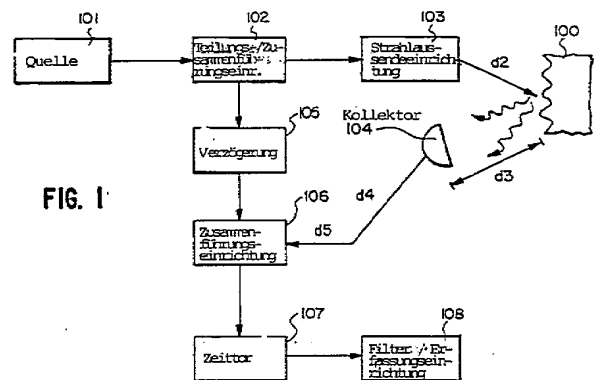 101
Quelle
102
Teilungs-/Zu-
sammenfüh-
rungseinr.
103
Strahlaus-
sendeeinrich-
tung
100
d2
105
Verzögerung
Kollektor
104
d3
d4
d5
FIG. 1
106
Zusammen-
führungs-
einrichtung
107
Zeittor
108
Filter / Er-
fassungsein-
richtung